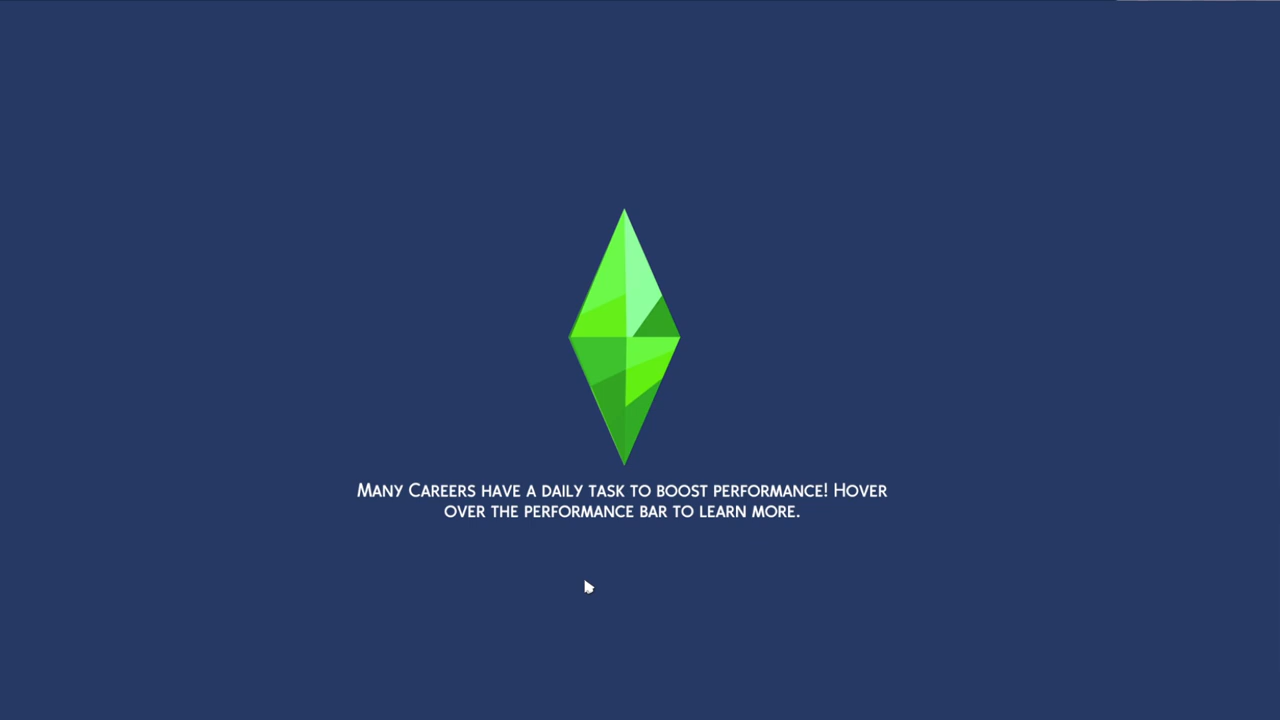 Many Careers have a daily task to boost performance! Hover
over the performance bar to learn more.